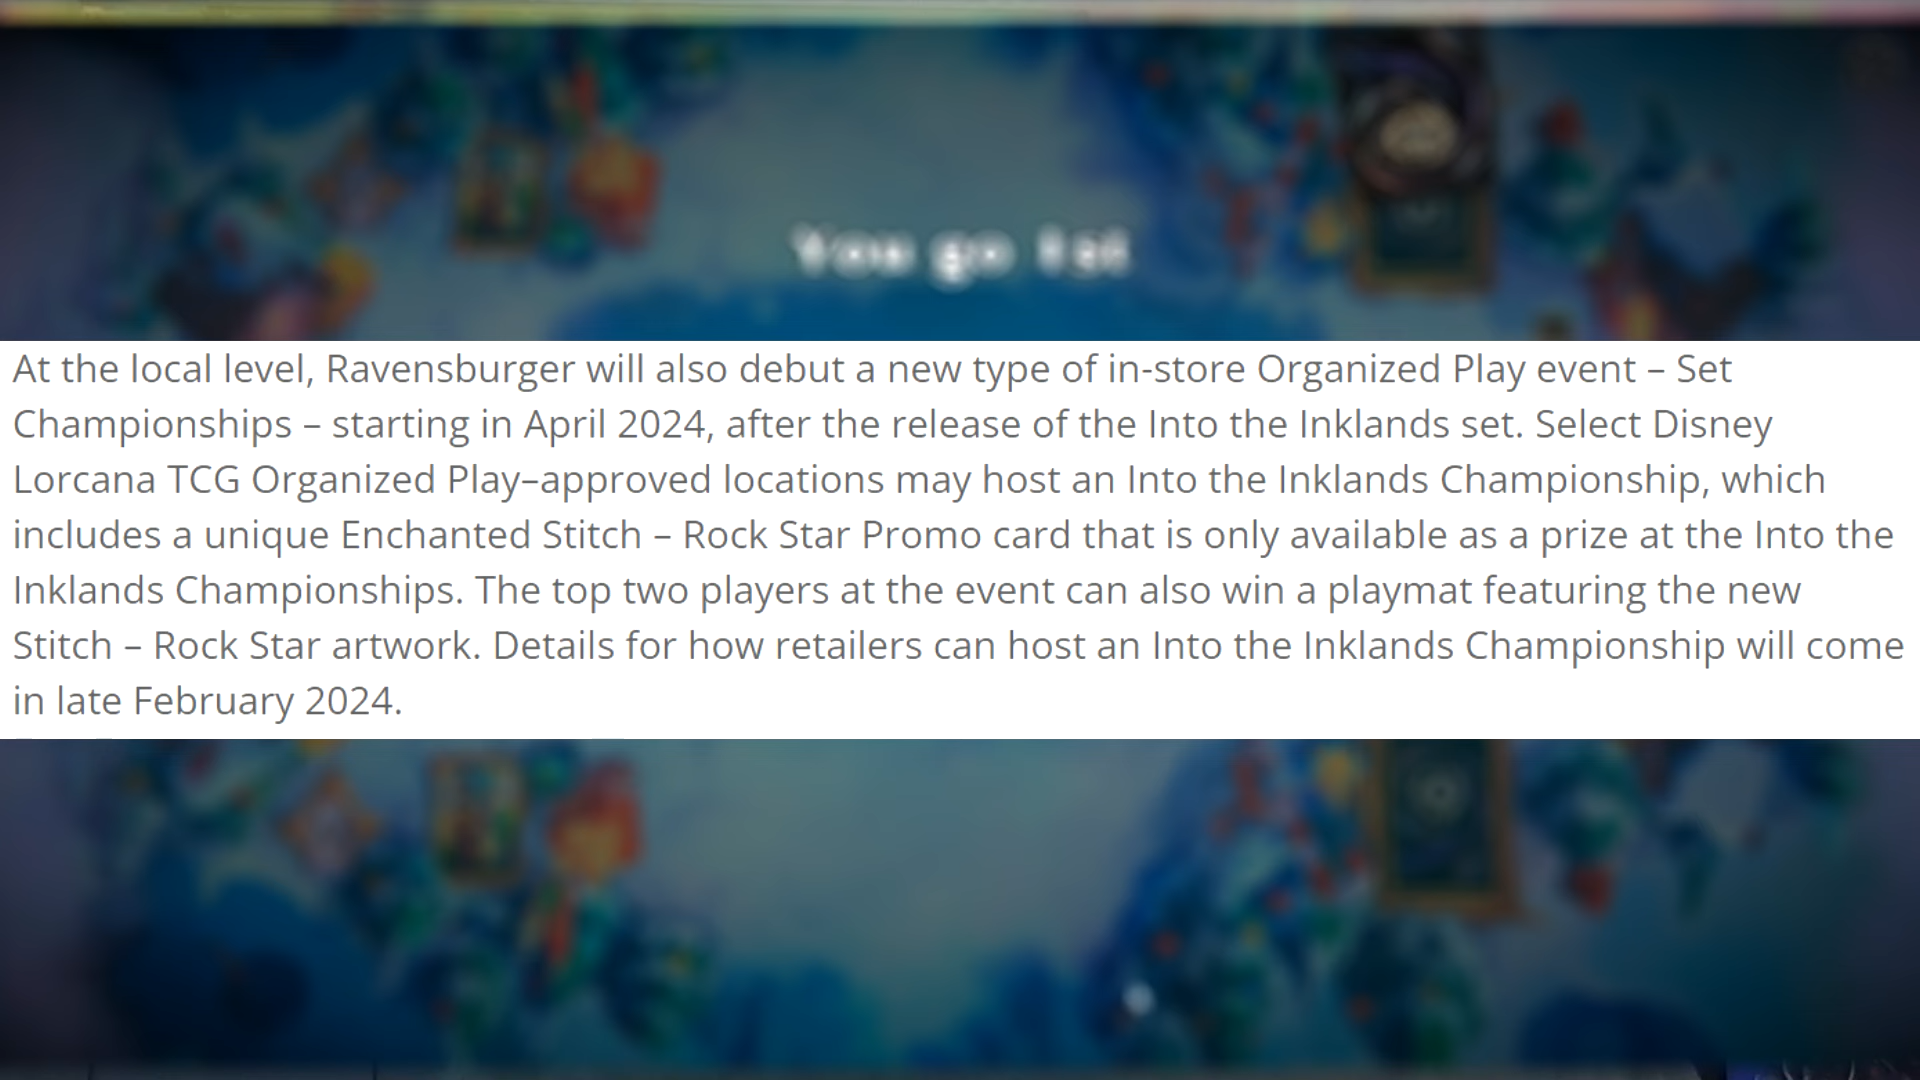 You go 1st
At the local level, Ravensburger will also debut a new type of in-store Organized Play event – Set
Championships – starting in April 2024, after the release of the Into the Inklands set. Select Disney
Lorcana TCG Organized Play–approved locations may host an Into the Inklands Championship, which
includes a unique Enchanted Stitch – Rock Star Promo card that is only available as a prize at the Into the
Inklands Championships. The top two players at the event can also win a playmat featuring the new
Stitch – Rock Star artwork. Details for how retailers can host an Into the Inklands Championship will come
in late February 2024.